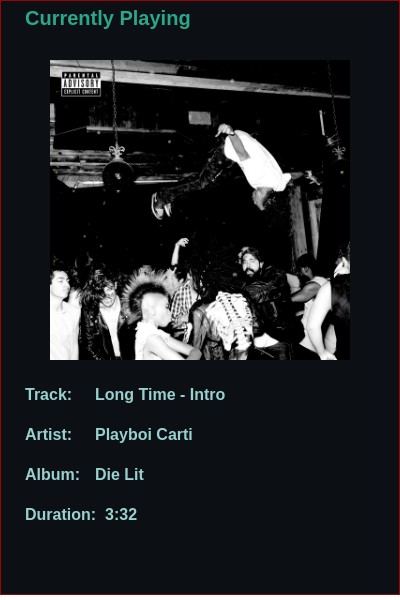 Currently Playing
PARENTAL
ADVISORY
EXPLICIT CONTENT
Track: Long Time - Intro
Artist: Playboi Carti
Album: Die Lit
Duration: 3:32